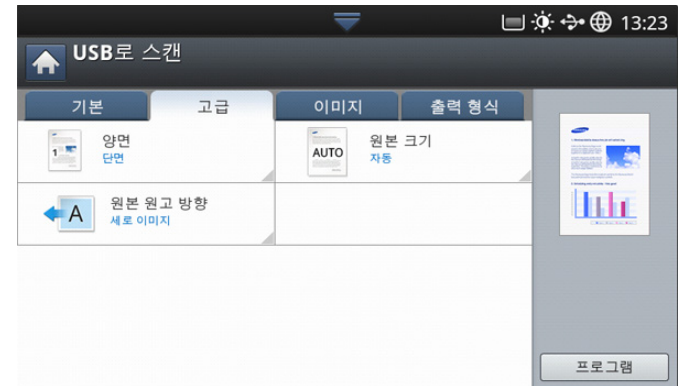 13:23
USB로 스캔
기본 고급 이미지 출력 형식
양면
단면
1
AUTO
원본 크기
자동
A
원본 원고 방향
세로 이미지
프로그램